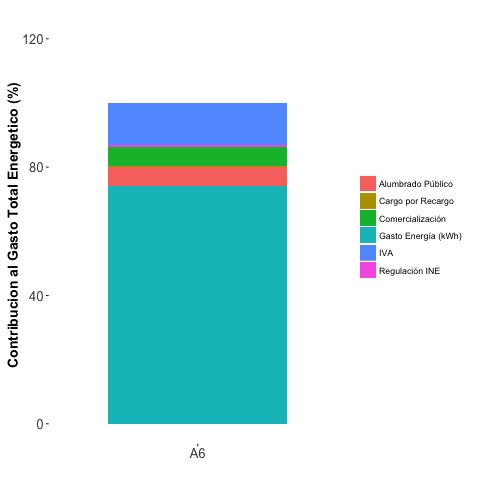 Contribucion al Gasto Total Energetico (%)
120
80
40
0
A6
Alumbrado Público
Cargo por Recargo
Comercialización
Gasto Energía (kWh)
IVA
Regulación INE